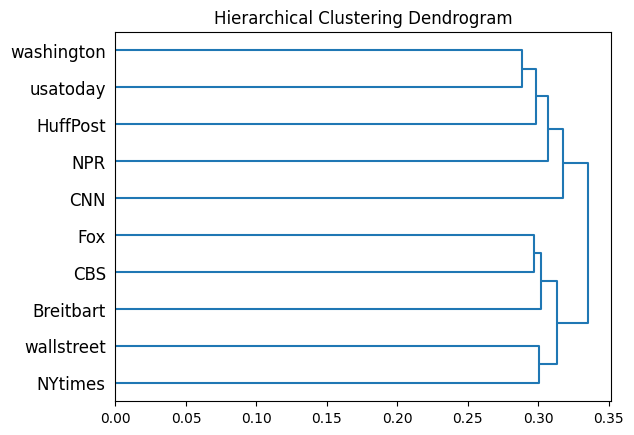 Hierarchical Clustering Dendrogram
washington
usatoday
HuffPost
NPR
CNN
Fox
CBS
Breitbart
wallstreet
NYtimes
0.00 0.05 0.10 0.15 0.20 0.25 0.30 0.35